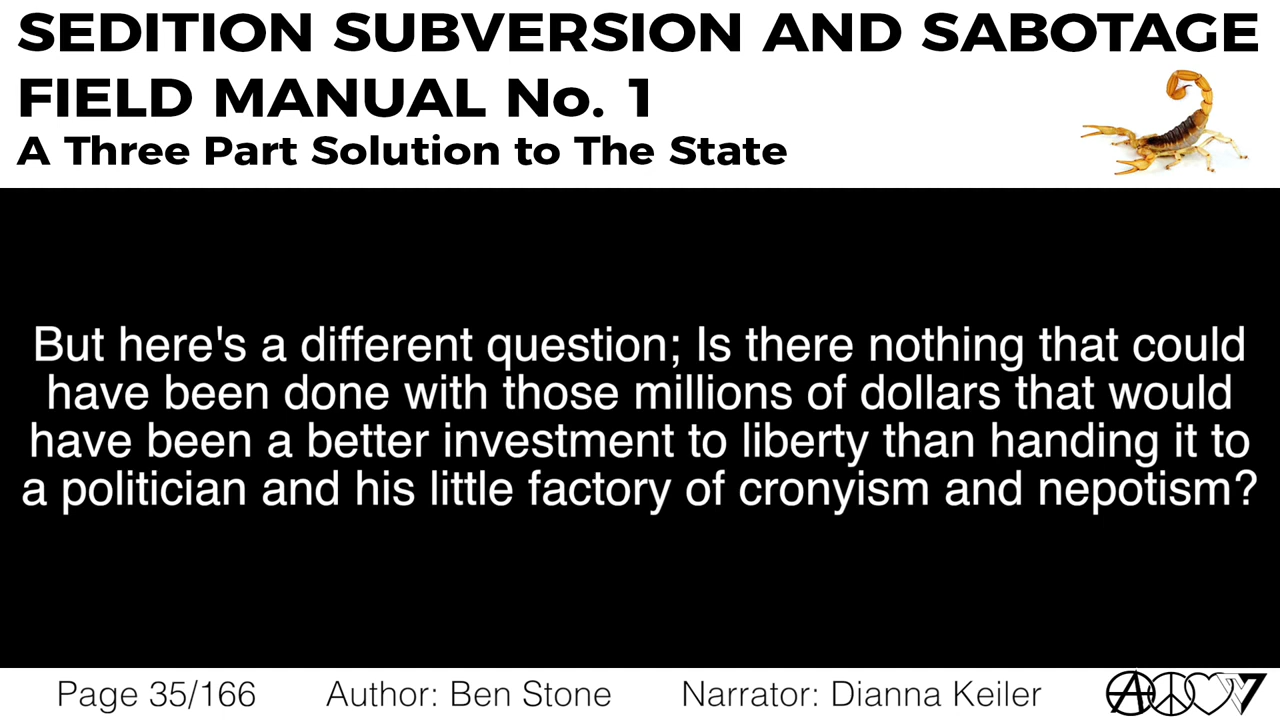 SEDITION SUBVERSION AND SABOTAGE
FIELD MANUAL No. 1
A Three Part Solution to The State
But here's a different question; Is there nothing that could
have been done with those millions of dollars that would
have been a better investment to liberty than handing it to
a politician and his little factory of cronyism and nepotism?
Page 35/166 Author: Ben Stone Narrator: Dianna Keiler